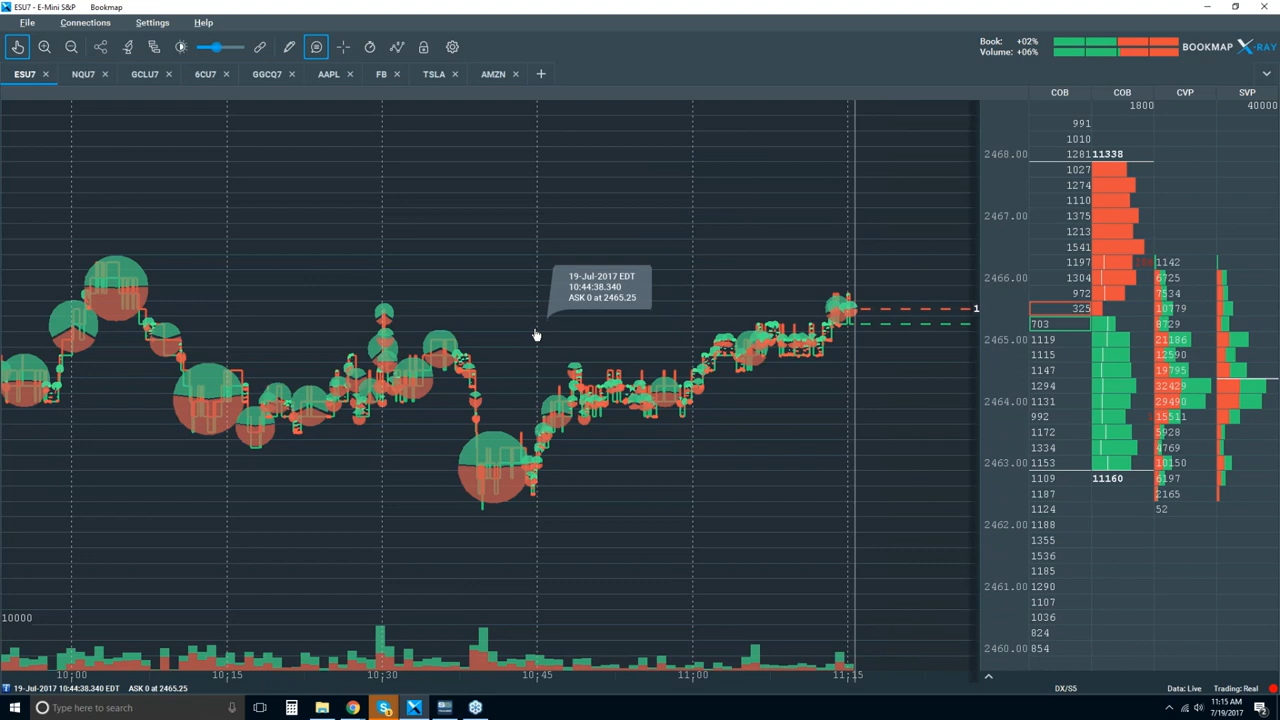 ESU7 - E-Mini S&P    Bookmap
File Connections Settings Help
Book: +02%
Volume: +06%
BOOKMAP X-RAY
ESU7 × NQU7 × GCLU7 × 6CU7 × GGCQ7 × AAPL × FB × TSLA × AMZN × +
COB COB CVP SVP
1800 40000
991
1010
2468.00 1281 11338
1027
1274
1110
2467.00 1375
1213
1541
1197 1142
2466.00 1304 6725
972 7534
1 325 10779
703 8729
2465.00 1119 21186
1115 12590
1147 19795
1294 32429
2464.00 1131 29490
992 15511
1172 5928
1334 4769
2463.00 1153 10150
1109 11160 6197
1187 2165
1124 52
2462.00 1188
1355
1536
1185
2461.00 1290
1107
1036
824
2460.00 854
19-Jul-2017 EDT
10:44:38.340
ASK 0 at 2465.25
10000
10:00 10:15 10:30 10:45 11:00 11:15
19-Jul-2017 10:44:38.340 EDT ASK 0 at 2465.25 DX/S5 Data: Live Trading: Real
Type here to search
11:15 AM
7/19/2017
2